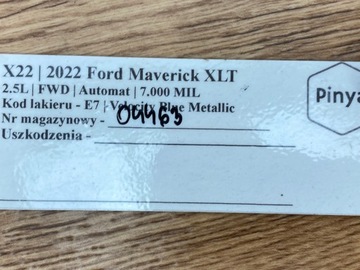 X22 | 2022 Ford Maverick XLT
2.5L | FWD | Automat | 7.000 MIL
Kod lakieru - E7 | Velocity Blue Metallic
Nr magazynowy - 04463
Uszkodzenia -
Pinya